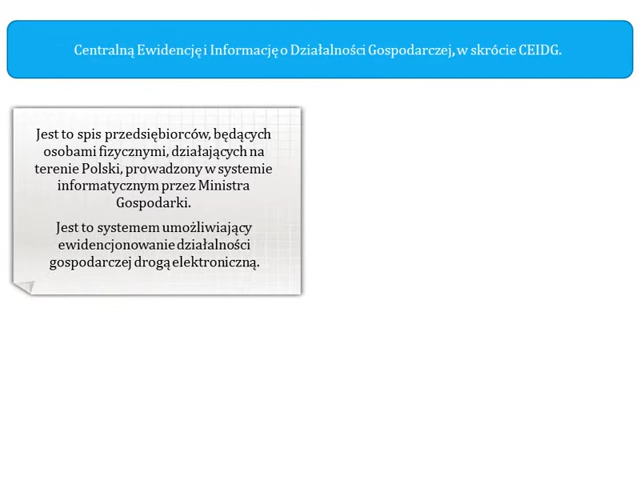 Centralną Ewidencję i Informację o Działalności Gospodarczej, w skrócie CEIDG.
Jest to spis przedsiębiorców, będących
osobami fizycznymi, działających na
terenie Polski, prowadzony w systemie
informatycznym przez Ministra
Gospodarki.
Jest to systemem umożliwiający
ewidencjonowanie działalności
gospodarczej drogą elektroniczną.